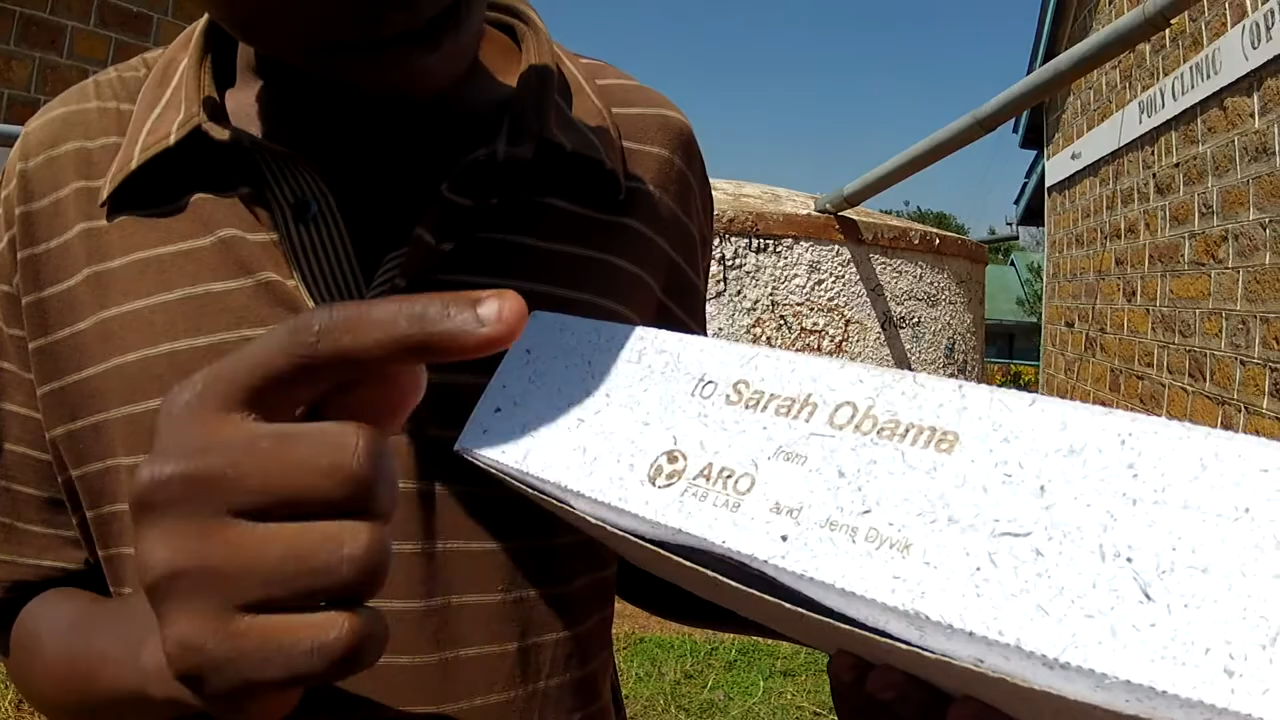 POLY CLINIC (OP
to Sarah Obama
from
ARO
FAB LAB
and Jens Dyvik